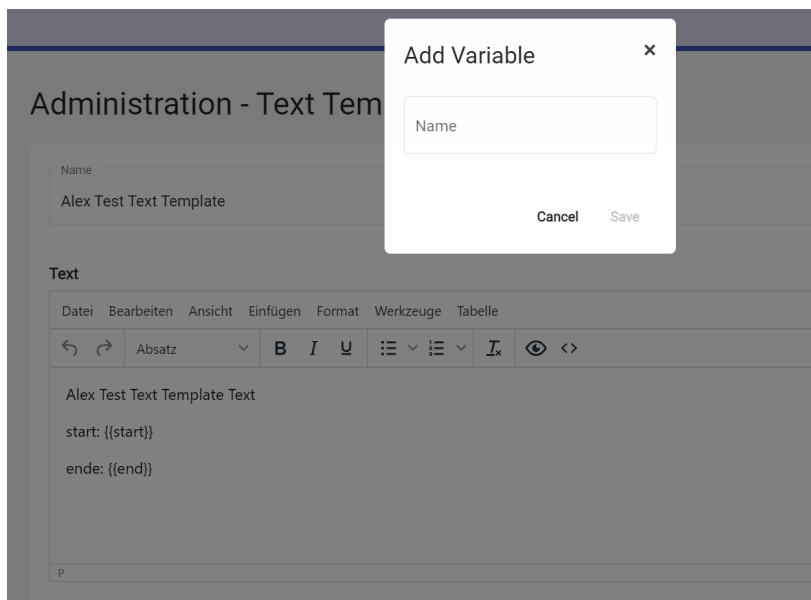 Add Variable ×
Name
Cancel Save
Administration - Text Tem
Name
Alex Test Text Template
Text
Datei Bearbeiten Ansicht Einfügen Format Werkzeuge Tabelle
Absatz B I U
Alex Test Text Template Text
start: {{start}}
ende: {{end}}
P